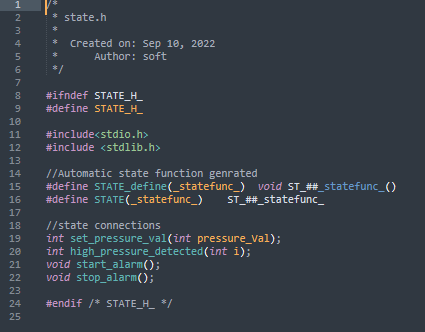 1 /*
2  * state.h
3  *
4  *  Created on: Sep 10, 2022
5  *      Author: soft
6  */
7
8 #ifndef STATE_H_
9 #define STATE_H_
10
11 #include<stdio.h>
12 #include <stdlib.h>
13
14 //Automatic state function gennrated
15 #define STATE_define(_statefunc_)  void ST_##_statefunc_()
16 #define STATE(_statefunc_)    ST_##_statefunc_
17
18 //state connections
19 int set_pressure_val(int pressure_Val);
20 int high_pressure_detected(int i);
21 void start_alarm();
22 void stop_alarm();
23
24 #endif /* STATE_H_ */
25